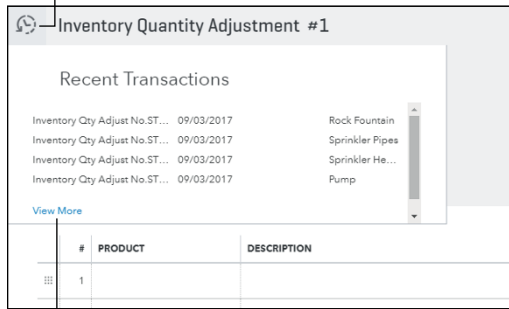 Inventory Quantity Adjustment #1
Recent Transactions
Inventory Qty Adjust No.ST... 09/03/2017 Rock Fountain
Inventory Qty Adjust No.ST... 09/03/2017 Sprinkler Pipes
Inventory Qty Adjust No.ST... 09/03/2017 Sprinkler He...
Inventory Qty Adjust No.ST... 09/03/2017 Pump
View More
# PRODUCT DESCRIPTION
1